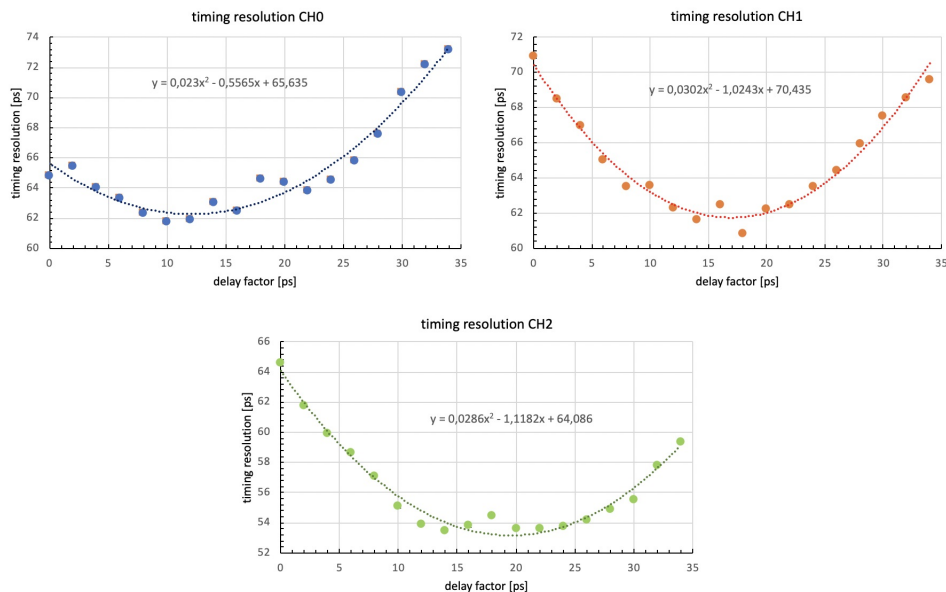 timing resolution CH0
timing resolution [ps]
74
72
70
68
66
64
62
60
y = 0,023x² - 0,5565x + 65,635
0 5 10 15 20 25 30 35
delay factor [ps]
timing resolution CH1
timing resolution [ps]
72
70
68
66
64
62
60
y = 0,0302x² - 1,0243x + 70,435
0 5 10 15 20 25 30 35
delay factor [ps]
timing resolution CH2
timing resolution [ps]
66
64
62
60
58
56
54
52
y = 0,0286x² - 1,1182x + 64,086
0 5 10 15 20 25 30 35
delay factor [ps]